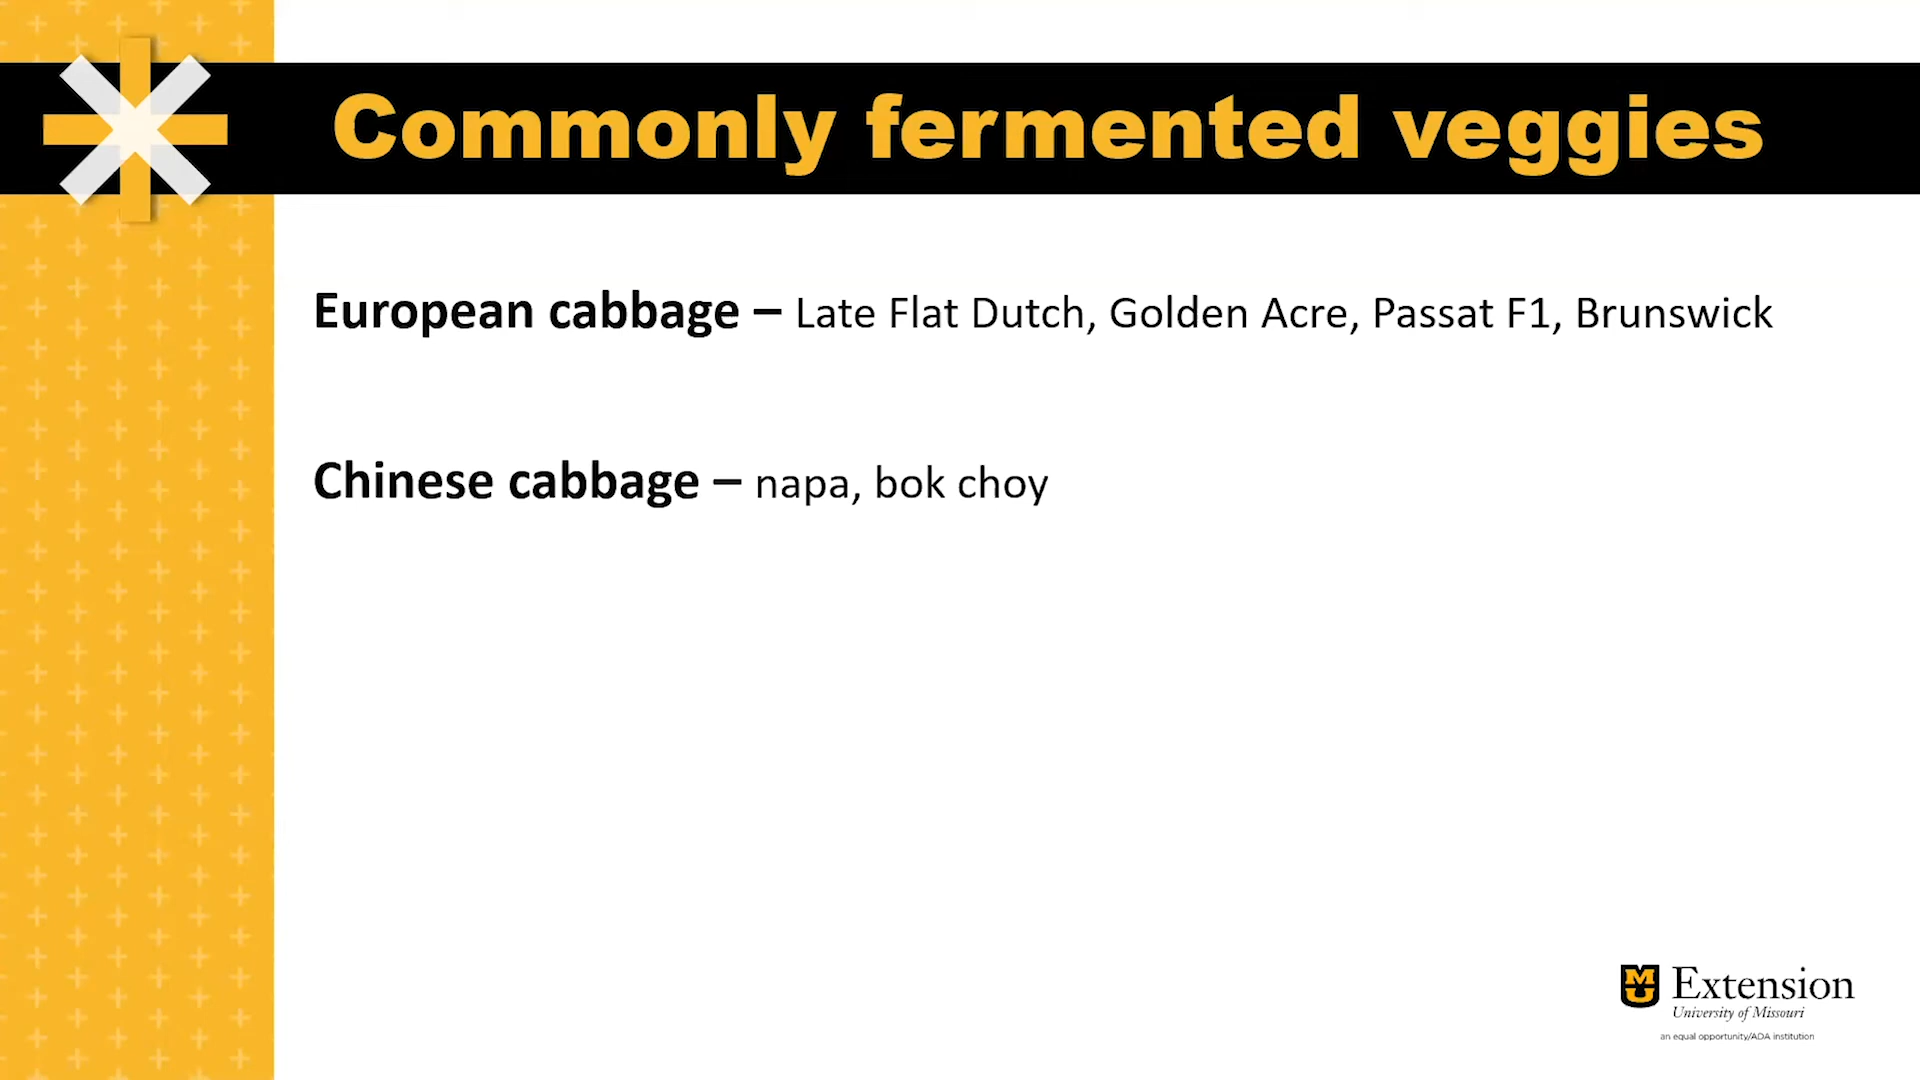 Commonly fermented veggies
European cabbage – Late Flat Dutch, Golden Acre, Passat F1, Brunswick
Chinese cabbage – napa, bok choy
MU Extension
University of Missouri
an equal opportunity/ADA institution